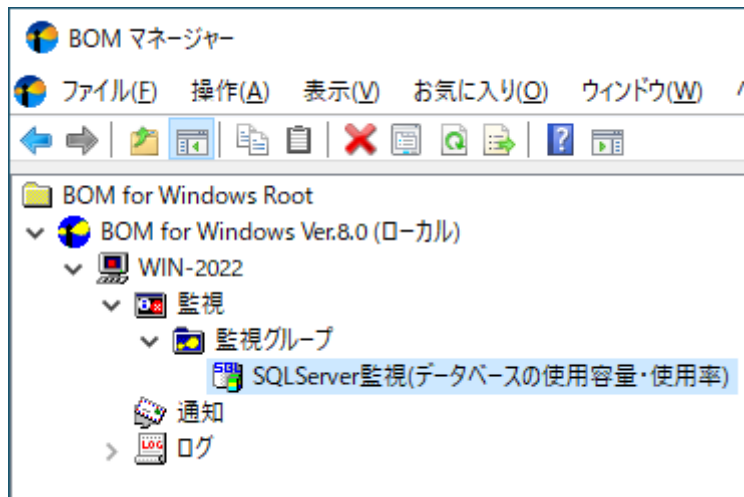 BOM マネージャー
ファイル(F) 操作(A) 表示(V) お気に入り(O) ウィンドウ(W)
BOM for Windows Root
BOM for Windows Ver.8.0 (ローカル)
WIN-2022
監視
監視グループ
SQLServer監視(データベースの使用容量・使用率)
通知
ログ